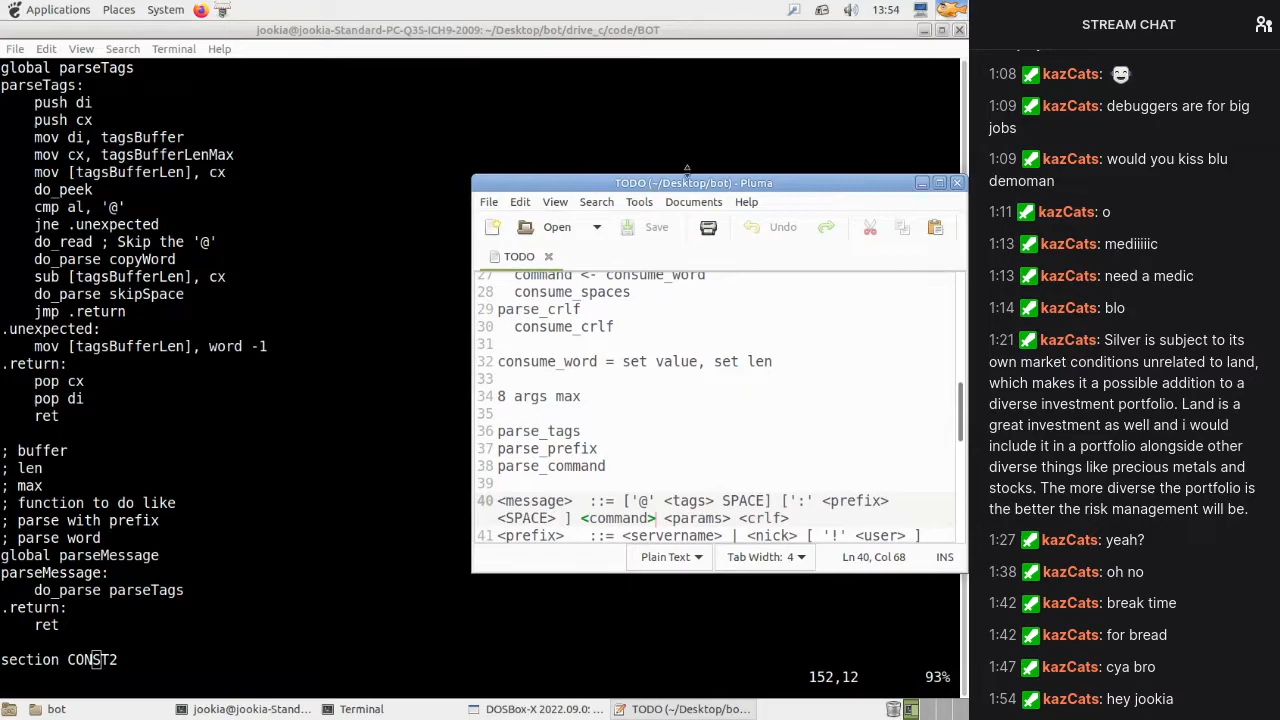 Applications Places System 13:54
jookia@jookia-Standard-PC-Q35-ICH9-2009: ~/Desktop/bot/drive_c/code/BOT
File Edit View Search Terminal Help
global parseTags
parseTags:
push di
push cx
mov di, tagsBuffer
mov cx, tagsBufferLenMax
mov [tagsBufferLen], cx
do_peek
cmp al, '@'
jne .unexpected
do_read ; Skip the '@'
do_parse copyWord
sub [tagsBufferLen], cx
do_parse skipSpace
jmp .return
.unexpected:
mov [tagsBufferLen], word -1
.return:
pop cx
pop di
ret
; buffer
; len
; max
; function to do like
; parse with prefix
; parse word
global parseMessage
parseMessage:
do_parse parseTags
.return:
ret
section CONST2
152,12 93%
TODO (~/Desktop/bot) - Pluma
File Edit View Search Tools Documents Help
Open Save Undo
TODO
27 command <- consume_word
28 consume_spaces
29 parse_crlf
30 consume_crlf
31
32 consume_word = set value, set len
33
34 8 args max
35
36 parse_tags
37 parse_prefix
38 parse_command
39
40 <message> ::= ['@' <tags> SPACE] [':' <prefix>
<SPACE> ] <command> <params> <crlf>
41 <prefix> ::= <servername> | <nick> [ '!' <user> ]
Plain Text Tab Width: 4 Ln 40, Col 68 INS
bot jookia@jookia-Stand... Terminal DOSBox-X 2022.09.0: ... TODO (~/Desktop/bo...
STREAM CHAT
1:08 kazCats:
1:09 kazCats: debuggers are for big
jobs
1:09 kazCats: would you kiss blu
demoman
1:11 kazCats: o
1:13 kazCats: mediiiiic
1:13 kazCats: need a medic
1:14 kazCats: blo
1:21 kazCats: Silver is subject to its
own market conditions unrelated to land,
which makes it a possible addition to a
diverse investment portfolio. Land is a
great investment as well and i would
include it in a portfolio alongside other
diverse things like precious metals and
stocks. The more diverse the portfolio is
the better the risk management will be.
1:27 kazCats: yeah?
1:38 kazCats: oh no
1:42 kazCats: break time
1:42 kazCats: for bread
1:47 kazCats: cya bro
1:54 kazCats: hey jookia